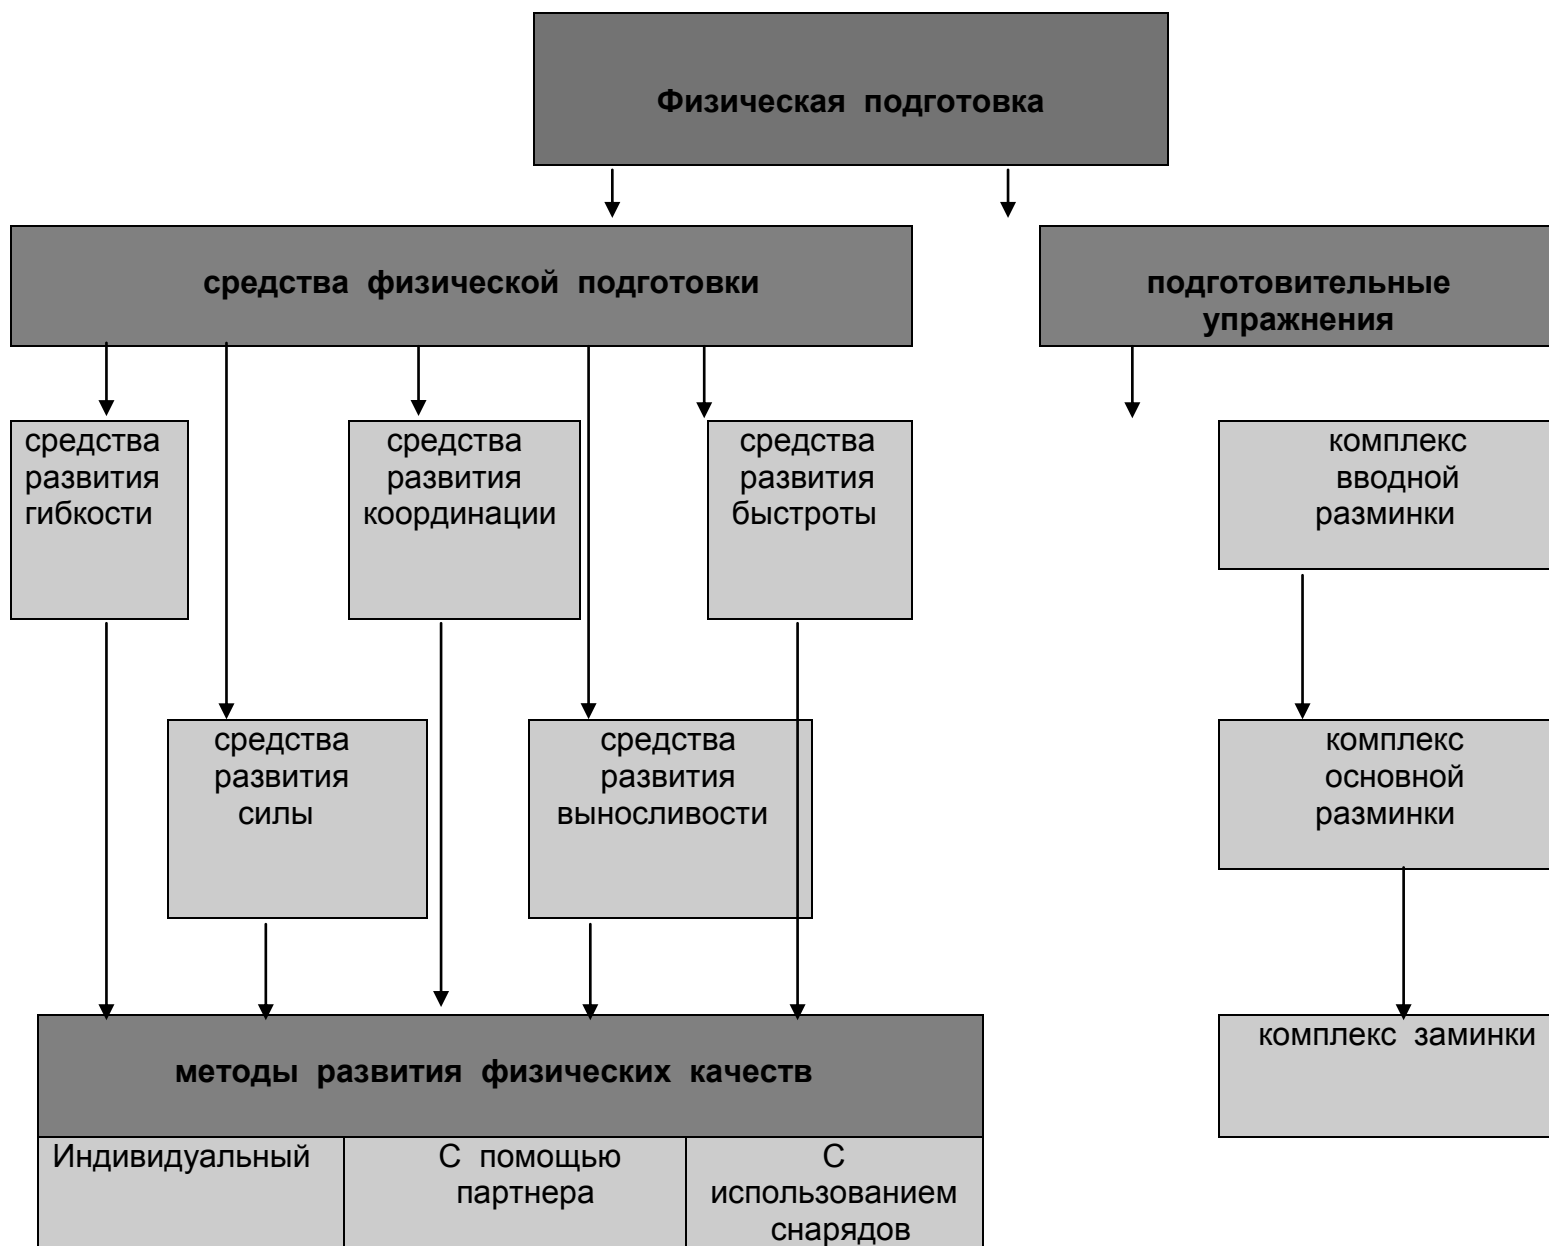 Физическая подготовка
средства физической подготовки
подготовительные
упражнения
средства
развития
гибкости
средства
развития
координации
средства
развития
быстроты
комплекс
вводной
разминки
средства
развития
силы
средства
развития
выносливости
комплекс
основной
разминки
методы развития физических качеств
комплекс заминки
Индивидуальный
С помощью
партнера
С
использованием
снарядов